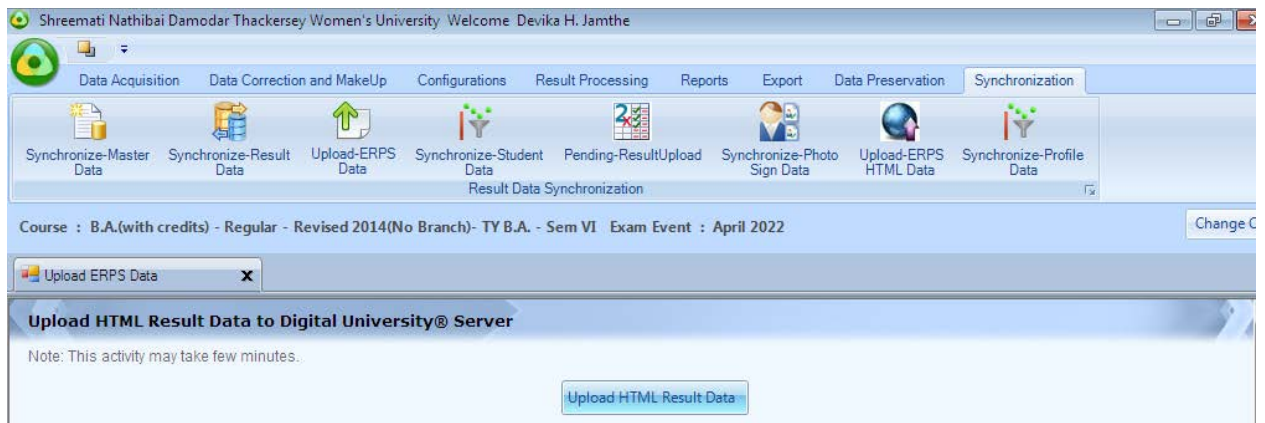 Shreemati Nathibai Damodar Thackersey Women's University Welcome Devika H. Jamthe
Data Acquisition Data Correction and MakeUp Configurations Result Processing Reports Export Data Preservation Synchronization
Synchronize-Master Data Synchronize-Result Data Upload-ERPS Data Synchronize-Student Data Pending-ResultUpload Synchronize-Photo Sign Data Upload-ERPS HTML Data Synchronize-Profile Data
Result Data Synchronization
Course : B.A.(with credits) - Regular - Revised 2014(No Branch)- TY B.A. - Sem VI Exam Event : April 2022 Change C
Upload ERPS Data x
Upload HTML Result Data to Digital University® Server
Note: This activity may take few minutes.
Upload HTML Result Data